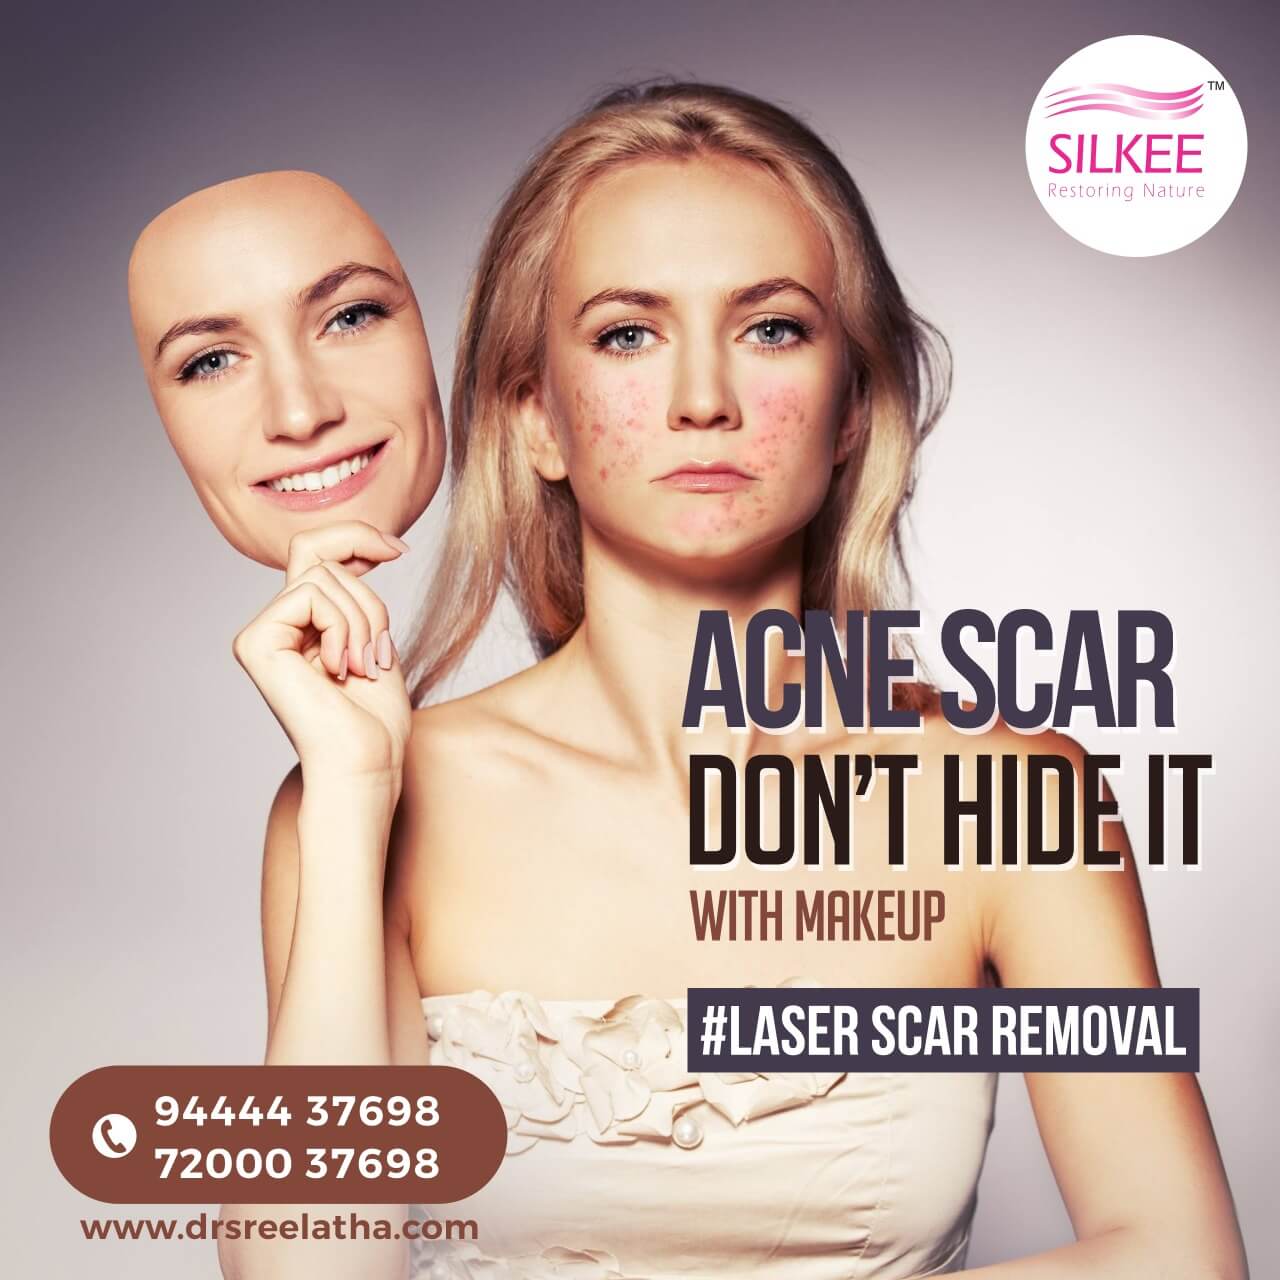 TM
SILKEE
Restoring Nature
ACNE SCAR
DON'T HIDE IT
WITH MAKEUP
#LASER SCAR REMOVAL
94444 37698
72000 37698
www.drsreelatha.com